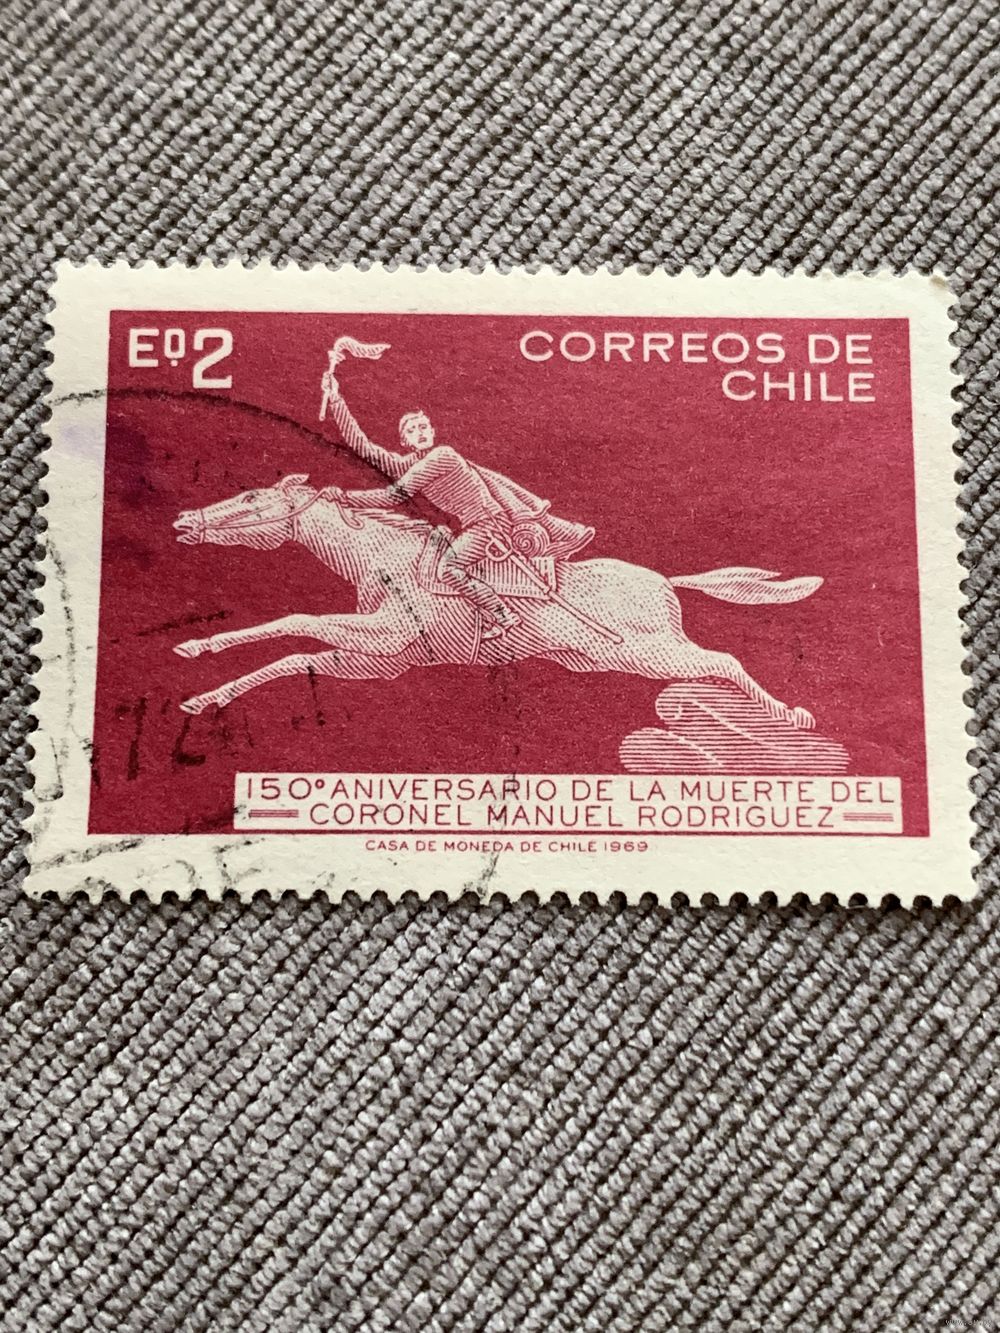 Eº2
CORREOS DE
CHILE
150º ANIVERSARIO DE LA MUERTE DEL
CORONEL MANUEL RODRIGUEZ
CASA DE MONEDA DE CHILE 1969